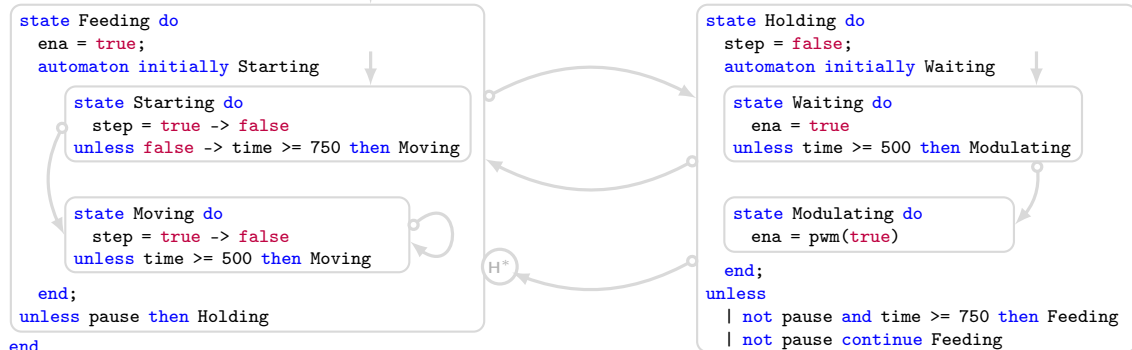 state Feeding do
ena = true;
automaton initially Starting
state Starting do
step = true -> false
unless false -> time >= 750 then Moving
state Moving do
step = true -> false
unless time >= 500 then Moving
end;
unless pause then Holding
end
H*
state Holding do
step = false;
automaton initially Waiting
state Waiting do
ena = true
unless time >= 500 then Modulating
state Modulating do
ena = pwm(true)
end;
unless
| not pause and time >= 750 then Feeding
| not pause continue Feeding